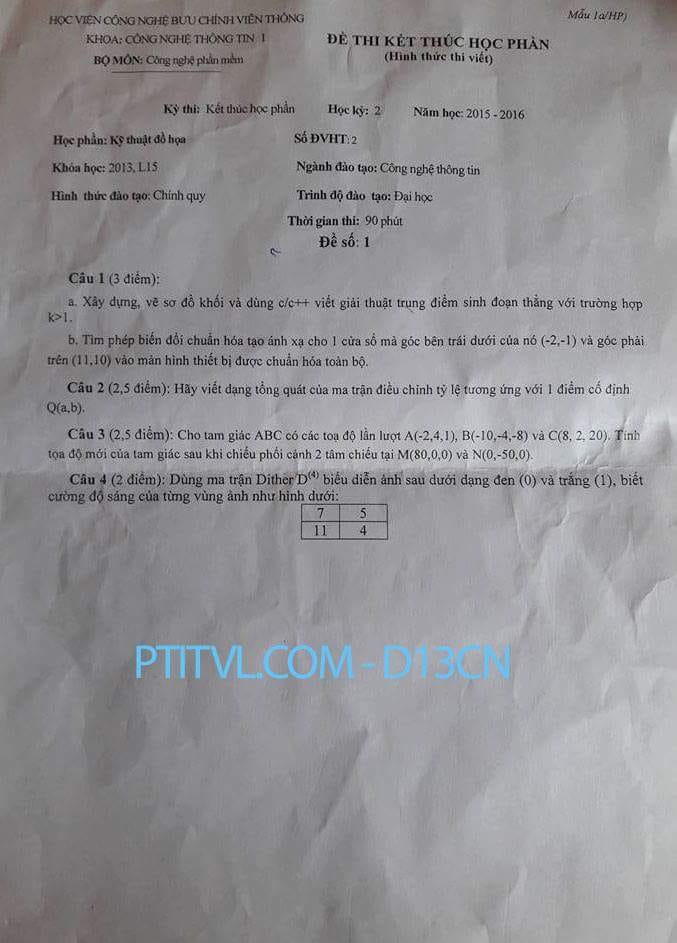 Mẫu 1a/HP)
HỌC VIỆN CÔNG NGHỆ BƯU CHÍNH VIỄN THÔNG
KHOA: CÔNG NGHỆ THÔNG TIN 1
BỘ MÔN: Công nghệ phần mềm
ĐỀ THI KẾT THÚC HỌC PHẦN
(Hình thức thi viết)
Kỳ thi: Kết thúc học phần Học kỳ: 2 Năm học: 2015 - 2016
Học phần: Kỹ thuật đồ họa Số ĐVHT: 2
Khóa học: 2013, L15 Ngành đào tạo: Công nghệ thông tin
Hình thức đào tạo: Chính quy Trình độ đào tạo: Đại học
Thời gian thi: 90 phút
Đề số: 1
Câu 1 (3 điểm):
a. Xây dựng, vẽ sơ đồ khối và dùng c/c++ viết giải thuật trung điểm sinh đoạn thẳng với trường hợp
k>1.
b. Tìm phép biến đổi chuẩn hóa tạo ánh xạ cho 1 cửa sổ mà góc bên trái dưới của nó (-2,-1) và góc phải
trên (11,10) vào màn hình thiết bị được chuẩn hóa toàn bộ.
Câu 2 (2,5 điểm): Hãy viết dạng tổng quát của ma trận điều chỉnh tỷ lệ tương ứng với 1 điểm cố định
Q(a,b).
Câu 3 (2,5 điểm): Cho tam giác ABC có các toạ độ lần lượt A(-2,4,1), B(-10,-4,-8) và C(8, 2, 20). Tính
tọa độ mới của tam giác sau khi chiếu phối cảnh 2 tâm chiếu tại M(80,0,0) và N(0,-50,0).
Câu 4 (2 điểm): Dùng ma trận Dither D(4) biểu diễn ảnh sau dưới dạng đen (0) và trắng (1), biết
cường độ sáng của từng vùng ảnh như hình dưới:
7 5
11 4
PTITVL.COM - D13CN